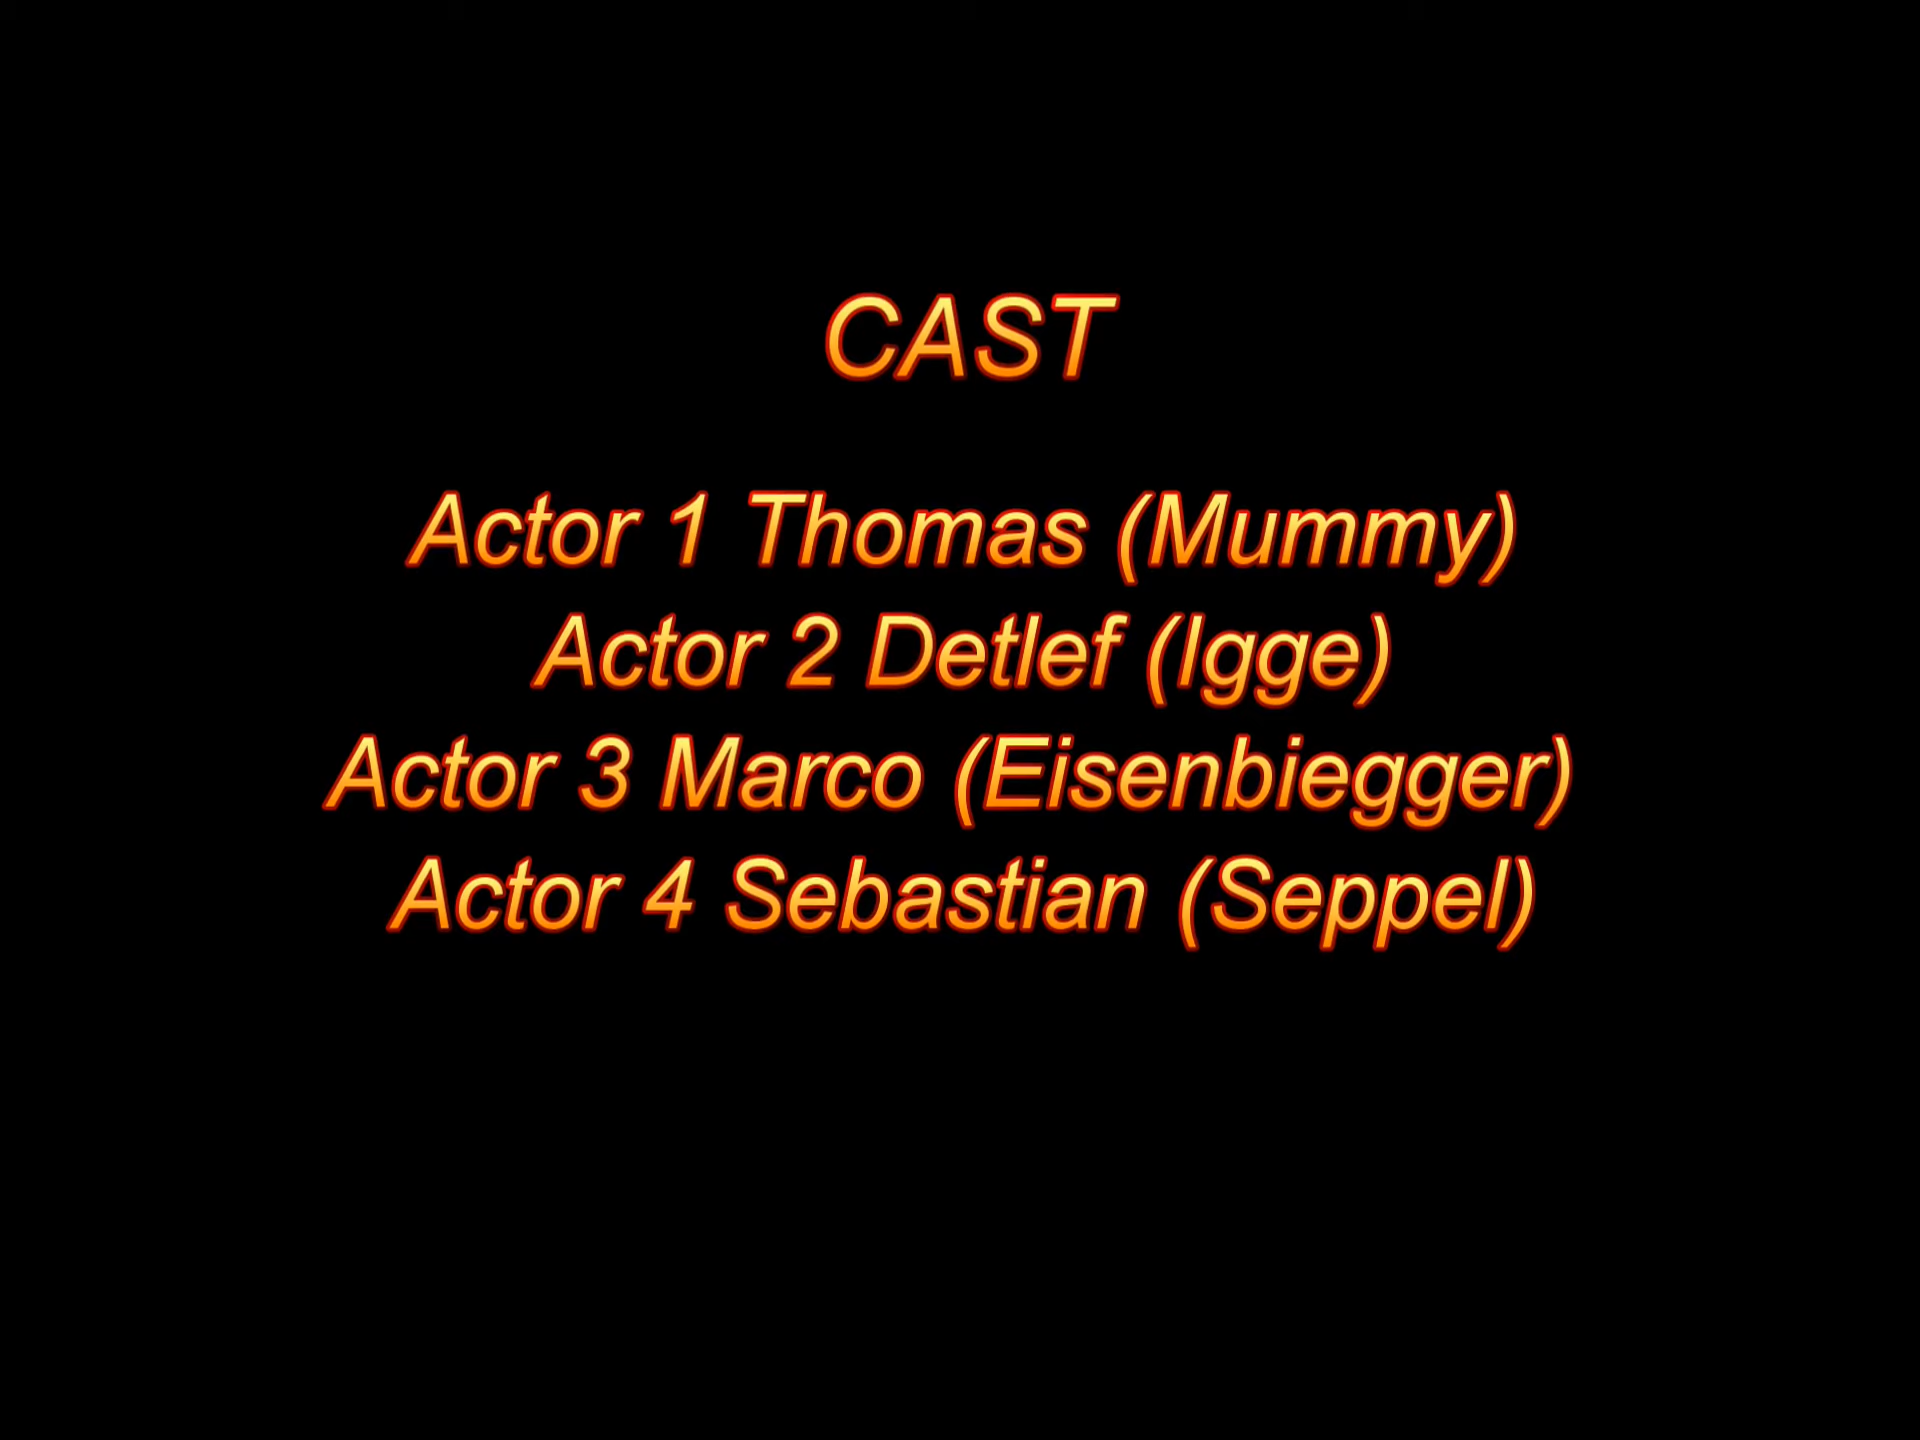 CAST
Actor 1 Thomas (Mummy)
Actor 2 Detlef (Igge)
Actor 3 Marco (Eisenbiegger)
Actor 4 Sebastian (Seppel)